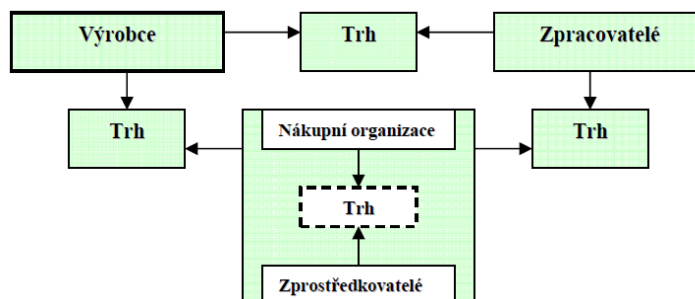 Výrobce
Trh
Zpracovatelé
Trh
Nákupní organizace
Trh
Trh
Zprostředkovatelé